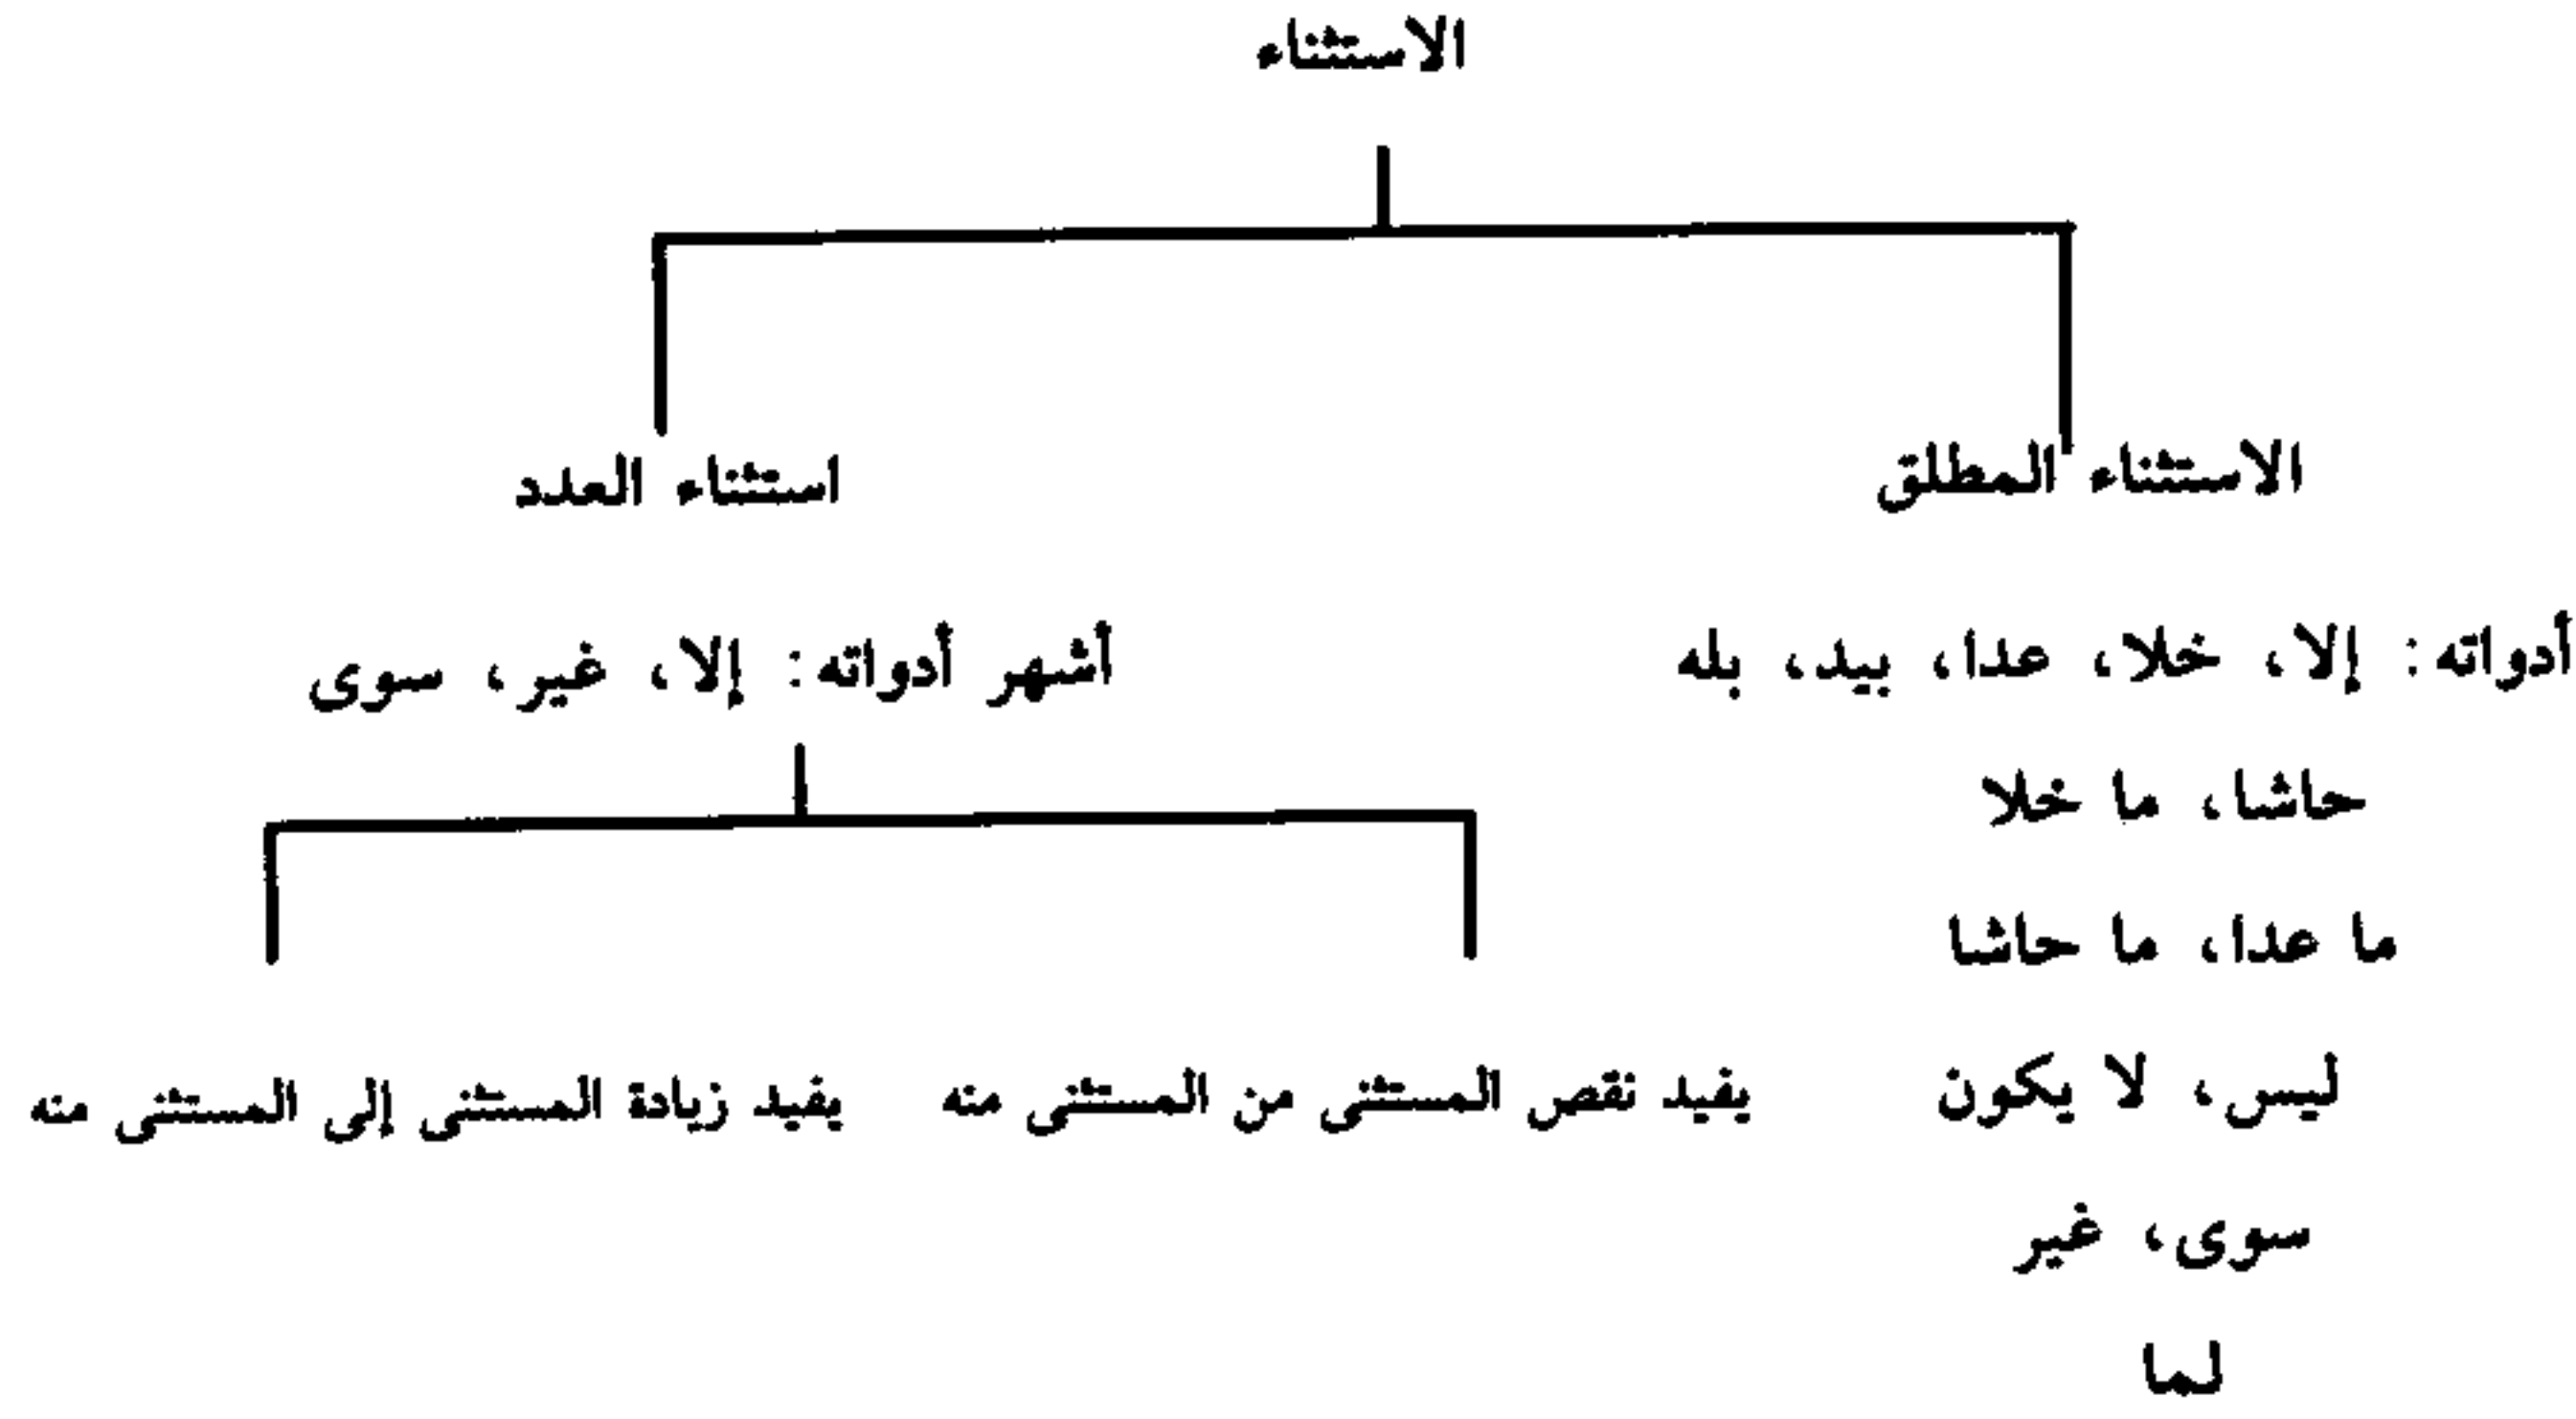 الاستثناء
الاستثناء المطلق
استثناء العدد
أدواته: إلا، خلا، عدا، بيد، بله
أشهر أدواته: إلا، غير، سوى
حاشا، ما خلا
ما عدا، ما حاشا
ليس، لا يكون
يفيد نقص المستثنى من المستثنى منه
يفيد زيادة المستثنى إلى المستثنى منه
سوى، غير
لما